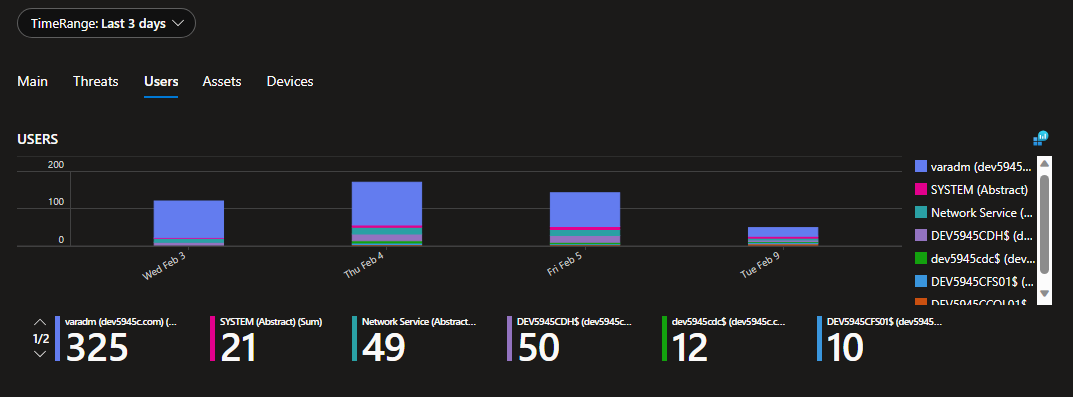 TimeRange: Last 3 days
Main Threats Users Assets Devices
USERS
200
100
0
Wed Feb 3
Thu Feb 4
Fri Feb 5
Tue Feb 9
varadm (dev5945...
SYSTEM (Abstract)
Network Service (...
DEV5945CDH$ (d...
dev5945cdc$ (dev...
DEV5945CFS01$ (...
DEV5945CCOL01$
1/2
varadm (dev5945c.com) (...
325
SYSTEM (Abstract) (Sum)
21
Network Service (Abstract...
49
DEV5945CDH$ (dev5945c...
50
dev5945cdc$ (dev5945c.c...
12
DEV5945CFS01$ (dev5945...
10